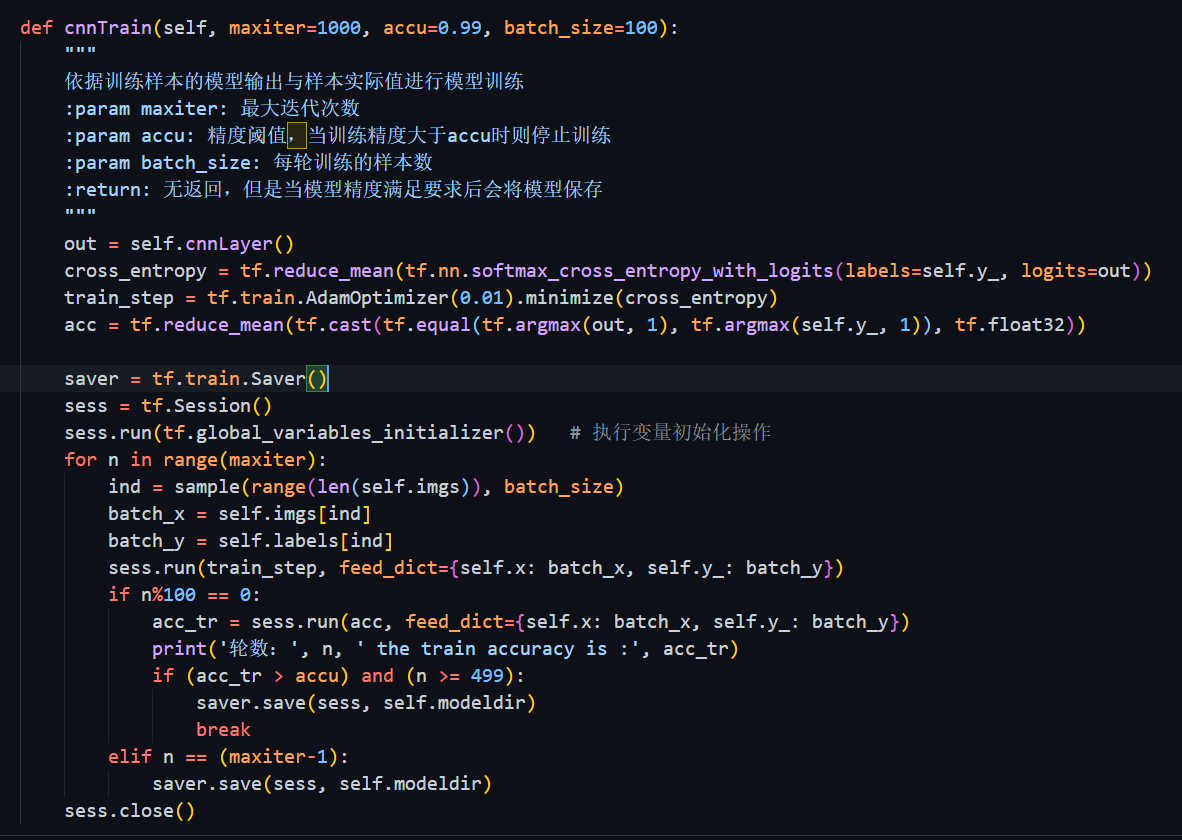 def cnnTrain(self, maxiter=1000, accu=0.99, batch_size=100):
    """
    依据训练样本的模型输出与样本实际值进行模型训练
    :param maxiter: 最大迭代次数
    :param accu: 精度阈值，当训练精度大于accu时则停止训练
    :param batch_size: 每轮训练的样本数
    :return: 无返回，但是当模型精度满足要求后会将模型保存
    """
    out = self.cnnLayer()
    cross_entropy = tf.reduce_mean(tf.nn.softmax_cross_entropy_with_logits(labels=self.y_, logits=out))
    train_step = tf.train.AdamOptimizer(0.01).minimize(cross_entropy)
    acc = tf.reduce_mean(tf.cast(tf.equal(tf.argmax(out, 1), tf.argmax(self.y_, 1)), tf.float32))

    saver = tf.train.Saver()
    sess = tf.Session()
    sess.run(tf.global_variables_initializer())   # 执行变量初始化操作
    for n in range(maxiter):
        ind = sample(range(len(self.imgs)), batch_size)
        batch_x = self.imgs[ind]
        batch_y = self.labels[ind]
        sess.run(train_step, feed_dict={self.x: batch_x, self.y_: batch_y})
        if n%100 == 0:
            acc_tr = sess.run(acc, feed_dict={self.x: batch_x, self.y_: batch_y})
            print('轮数：', n, ' the train accuracy is :', acc_tr)
            if (acc_tr > accu) and (n >= 499):
                saver.save(sess, self.modeldir)
                break
        elif n == (maxiter-1):
            saver.save(sess, self.modeldir)
    sess.close()